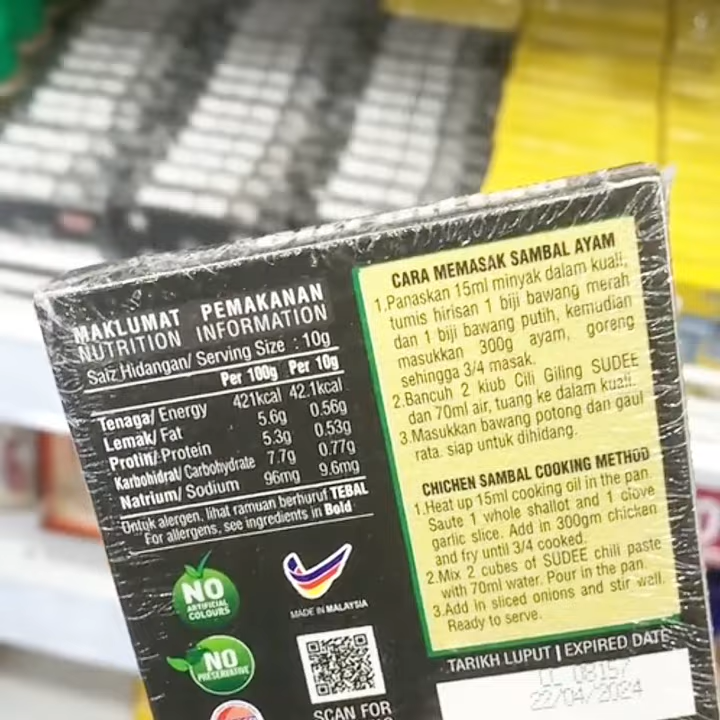 MAKLUMAT PEMAKANAN
NUTRITION INFORMATION
Saiz Hidangan/ Serving Size : 10g
Per 100g Per 10g
Tenaga/ Energy 421kcal 42.1kcal
Lemak/ Fat 5.6g 0.56g
Protin/ Protein 5.3g 0.53g
Karbohidrat/ Carbohydrate 7.7g 0.77g
Natrium/ Sodium 96mg 9.6mg
Untuk alergen, lihat ramuan berhuruf TEBAL
For allergens, see ingredients in Bold
NO
ARTIFICIAL
COLOURS
MADE IN MALAYSIA
NO
PRESERVATIVE
SCAN FOR
CARA MEMASAK SAMBAL AYAM
1.Panaskan 15ml minyak dalam kuali,
tumis hirisan 1 biji bawang merah
dan 1 biji bawang putih, kemudian
masukkan 300g ayam, goreng
sehingga 3/4 masak.
2.Bancuh 2 kiub Cili Giling SUDEE
dan 70ml air, tuang ke dalam kuali.
3.Masukkan bawang potong dan gaul
rata. siap untuk dihidang.
CHICHEN SAMBAL COOKING METHOD
1.Heat up 15ml cooking oil in the pan.
Saute 1 whole shallot and 1 clove
garlic slice. Add in 300gm chicken
and fry until 3/4 cooked.
2.Mix 2 cubes of SUDEE chili paste
with 70ml water. Pour in the pan.
3.Add in sliced onions and stir well.
Ready to serve.
TARIKH LUPUT | EXPIRED DATE
08157
22/04/2024